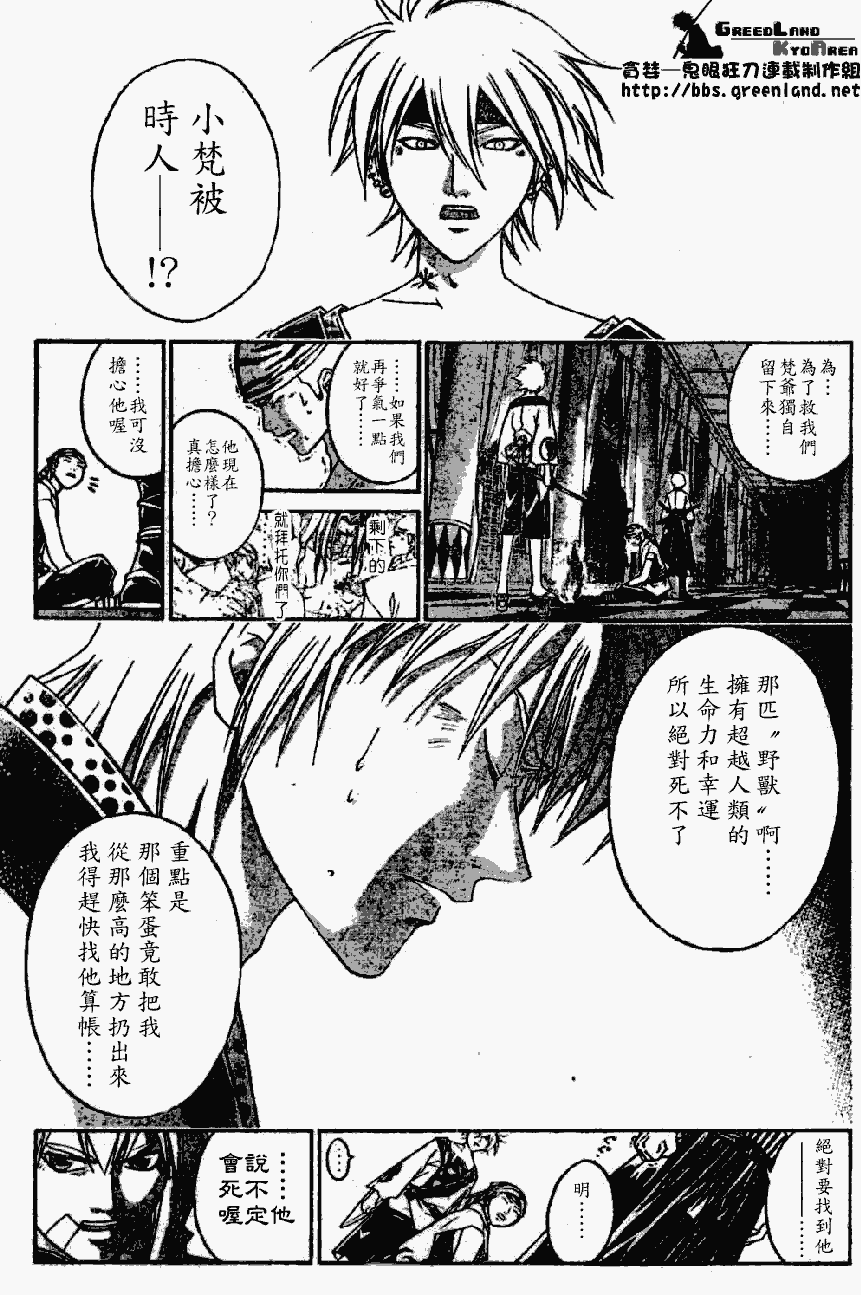 GREEDLAND
KYOAREA
貪婪—鬼眼狂刀連載制作組
http://bbs.greenland.net
小梵被
時人——
!?
為…
為了救我們
梵爺獨自
留下來……
……如果我們
再爭氣一點
就好了……
剩下的
就拜托你們了
他現在
怎麼樣了?
真擔心……
……我可沒
擔心他喔
那匹〝野獸〞啊……
擁有超越人類的
生命力和幸運
所以絕對死不了
重點是
那個笨蛋竟敢把我
從那麼高的地方扔出來
我得趕快找他算帳……
——絕對要找到他……
明……
…
……
說不定他
會死喔